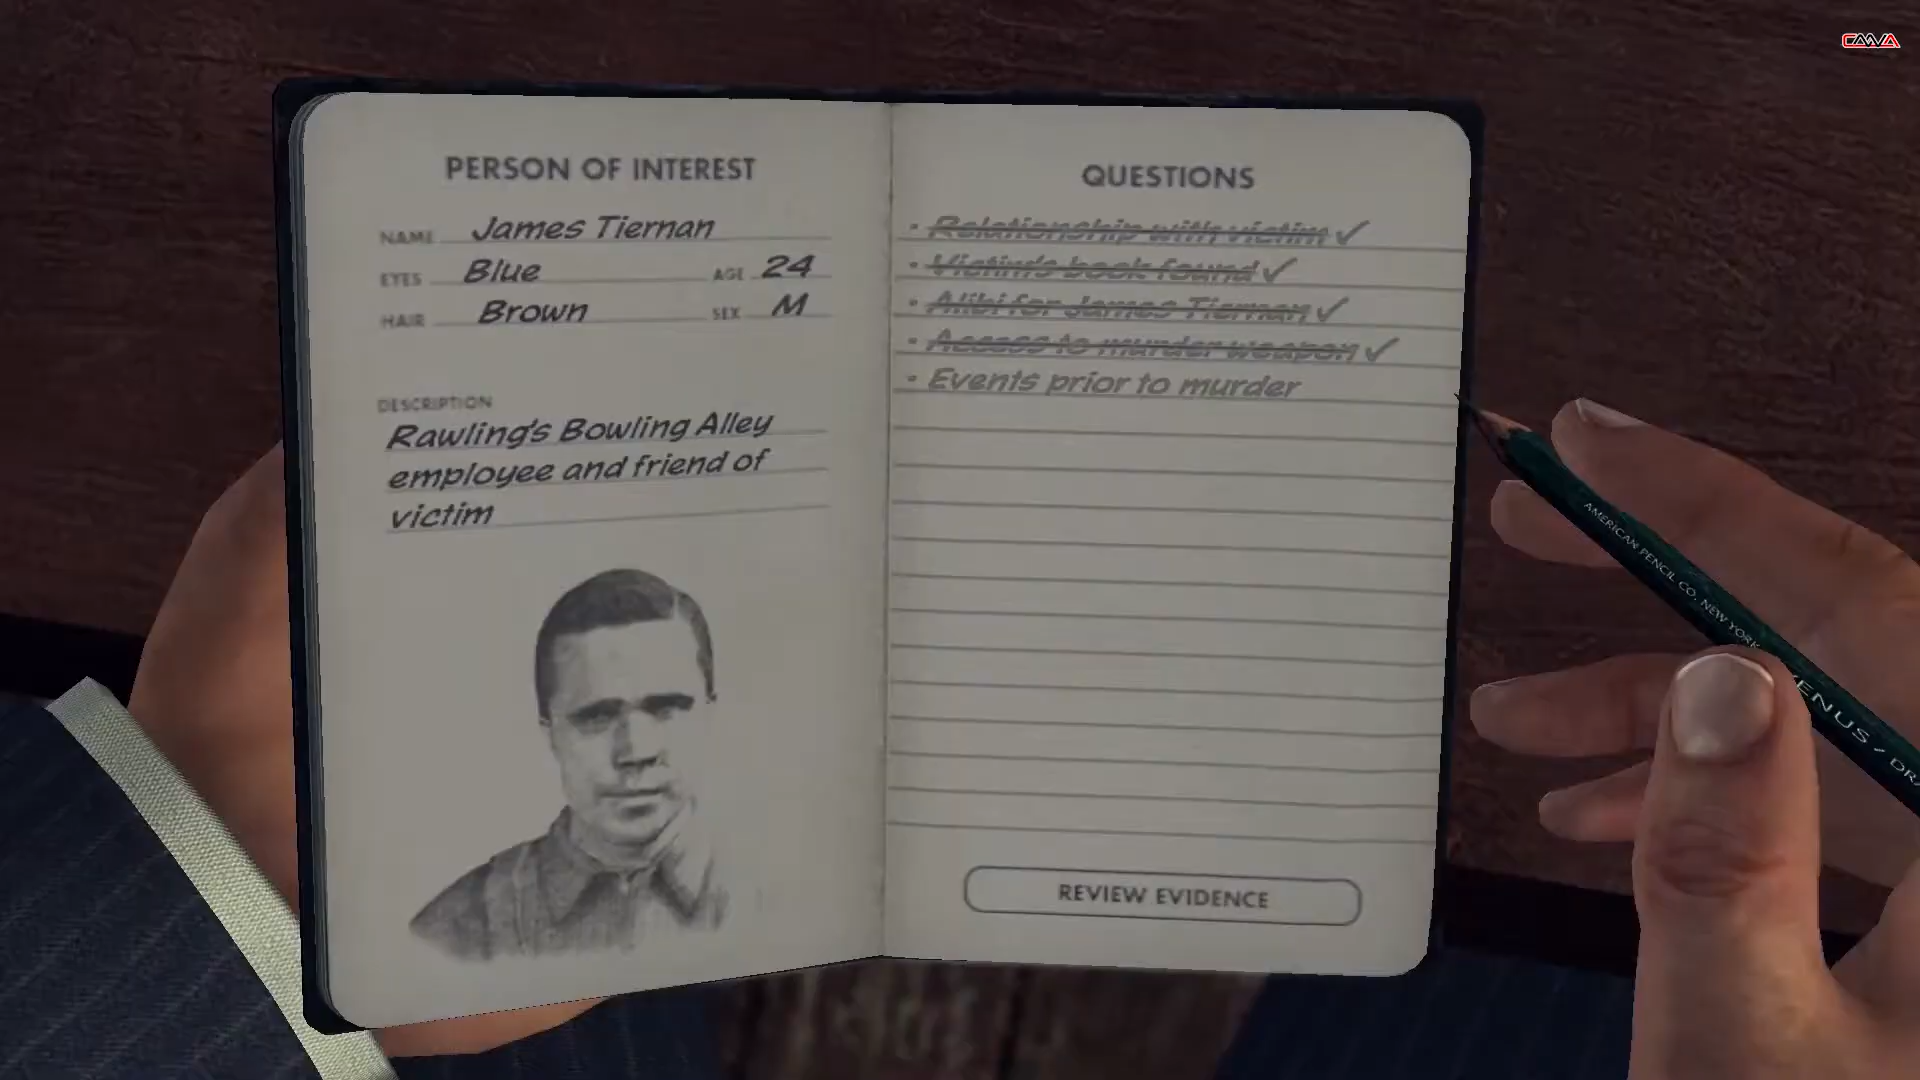 CAWA
PERSON OF INTEREST
NAME James Tiernan
EYES Blue AGE 24
HAIR Brown SEX M
DESCRIPTION
Rawling's Bowling Alley
employee and friend of
victim
QUESTIONS
• Relationship with victim ✓
• Victim's book found ✓
• Alibi for James Tiernan ✓
• Access to murder weapon ✓
• Events prior to murder
REVIEW EVIDENCE
AMERICAN PENCIL CO. NEW YORK
VENUS / DRA